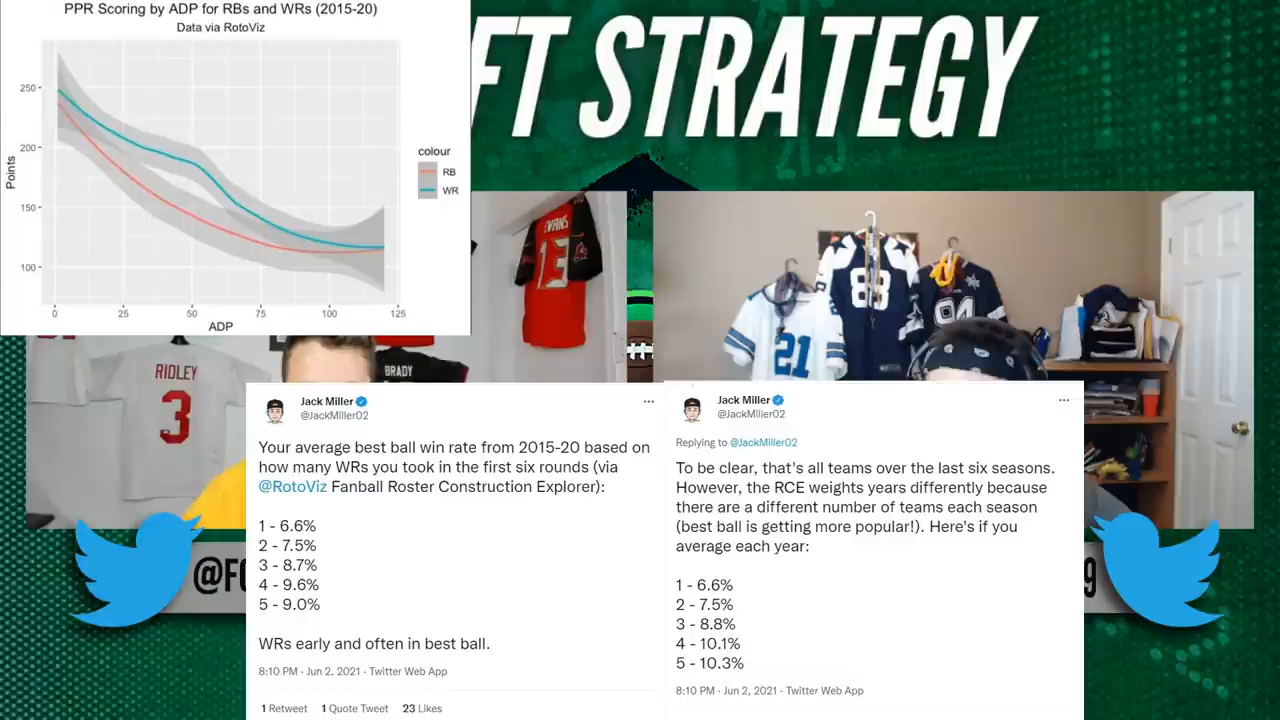 PPR Scoring by ADP for RBs and WRs (2015-20)
Data via RotoViz
250
200
150
100
Points
0
25
50
75
100
125
ADP
colour
RB
WR
FT STRATEGY
EVANS
13
88
21
94
RIDLEY
3
BRADY
Jack Miller
@JackMiller02
Your average best ball win rate from 2015-20 based on
how many WRs you took in the first six rounds (via
@RotoViz Fanball Roster Construction Explorer):
1 - 6.6%
2 - 7.5%
3 - 8.7%
4 - 9.6%
5 - 9.0%
WRs early and often in best ball.
8:10 PM · Jun 2, 2021 · Twitter Web App
1 Retweet 1 Quote Tweet 23 Likes
Jack Miller
@JackMiller02
Replying to @JackMiller02
To be clear, that's all teams over the last six seasons.
However, the RCE weights years differently because
there are a different number of teams each season
(best ball is getting more popular!). Here's if you
average each year:
1 - 6.6%
2 - 7.5%
3 - 8.8%
4 - 10.1%
5 - 10.3%
8:10 PM · Jun 2, 2021 · Twitter Web App